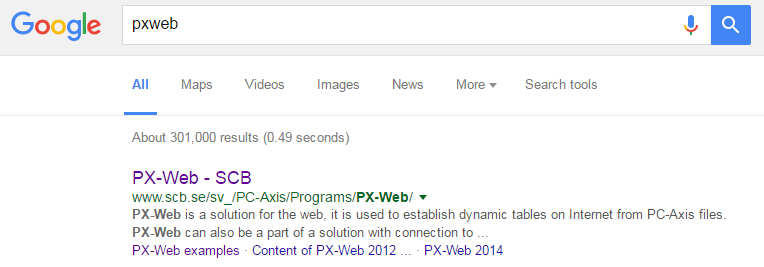 Google pxweb
All Maps Videos Images News More Search tools
About 301,000 results (0.49 seconds)
PX-Web - SCB
www.scb.se/sv_/PC-Axis/Programs/PX-Web/
PX-Web is a solution for the web, it is used to establish dynamic tables on Internet from PC-Axis files.
PX-Web can also be a part of a solution with connection to ...
PX-Web examples · Content of PX-Web 2012 ... · PX-Web 2014